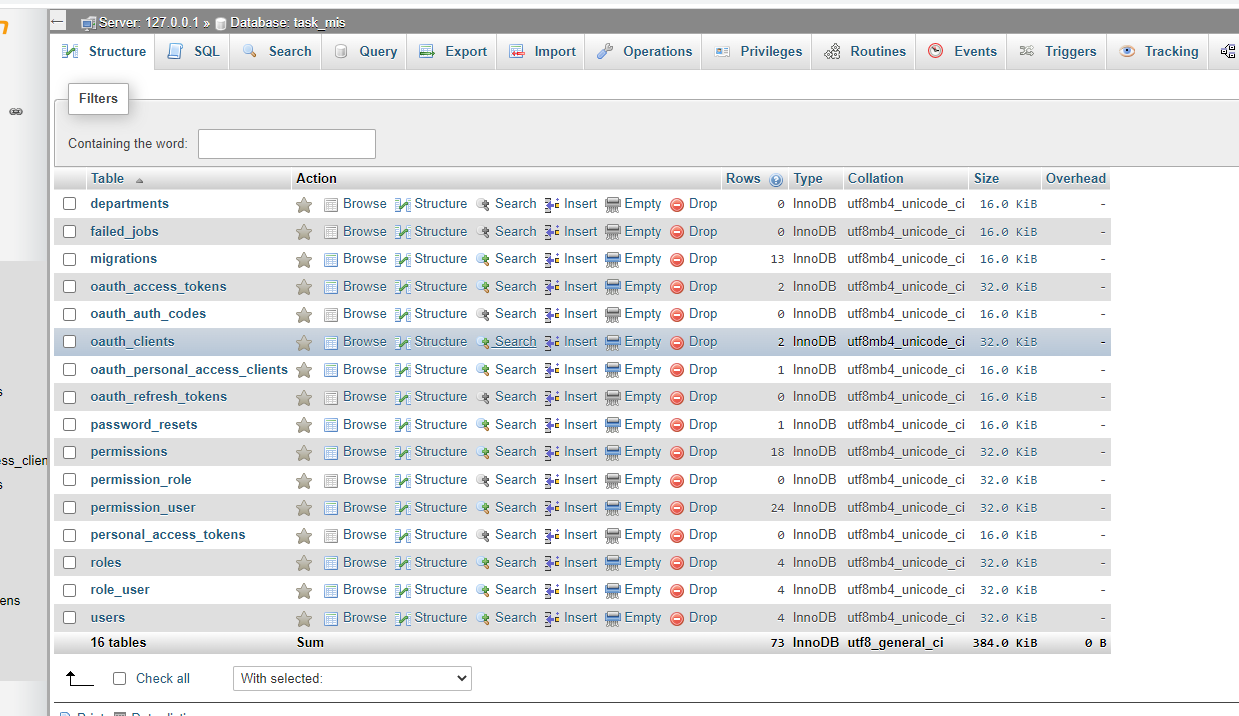 Server: 127.0.0.1 » Database: task_mis
Structure SQL Search Query Export Import Operations Privileges Routines Events Triggers Tracking
Filters
Containing the word:
Table Action Rows Type Collation Size Overhead
departments Browse Structure Search Insert Empty Drop 0 InnoDB utf8mb4_unicode_ci 16.0 KiB -
failed_jobs Browse Structure Search Insert Empty Drop 0 InnoDB utf8mb4_unicode_ci 16.0 KiB -
migrations Browse Structure Search Insert Empty Drop 13 InnoDB utf8mb4_unicode_ci 16.0 KiB -
oauth_access_tokens Browse Structure Search Insert Empty Drop 2 InnoDB utf8mb4_unicode_ci 32.0 KiB -
oauth_auth_codes Browse Structure Search Insert Empty Drop 0 InnoDB utf8mb4_unicode_ci 16.0 KiB -
oauth_clients Browse Structure Search Insert Empty Drop 2 InnoDB utf8mb4_unicode_ci 32.0 KiB -
oauth_personal_access_clients Browse Structure Search Insert Empty Drop 1 InnoDB utf8mb4_unicode_ci 16.0 KiB -
oauth_refresh_tokens Browse Structure Search Insert Empty Drop 0 InnoDB utf8mb4_unicode_ci 16.0 KiB -
password_resets Browse Structure Search Insert Empty Drop 1 InnoDB utf8mb4_unicode_ci 16.0 KiB -
permissions Browse Structure Search Insert Empty Drop 18 InnoDB utf8mb4_unicode_ci 32.0 KiB -
ess_clien
permission_role Browse Structure Search Insert Empty Drop 0 InnoDB utf8mb4_unicode_ci 32.0 KiB -
permission_user Browse Structure Search Insert Empty Drop 24 InnoDB utf8mb4_unicode_ci 32.0 KiB -
personal_access_tokens Browse Structure Search Insert Empty Drop 0 InnoDB utf8mb4_unicode_ci 16.0 KiB -
roles Browse Structure Search Insert Empty Drop 4 InnoDB utf8mb4_unicode_ci 32.0 KiB -
role_user Browse Structure Search Insert Empty Drop 4 InnoDB utf8mb4_unicode_ci 32.0 KiB -
ens
users Browse Structure Search Insert Empty Drop 4 InnoDB utf8mb4_unicode_ci 32.0 KiB -
16 tables Sum 73 InnoDB utf8_general_ci 384.0 KiB 0 B
Check all With selected: